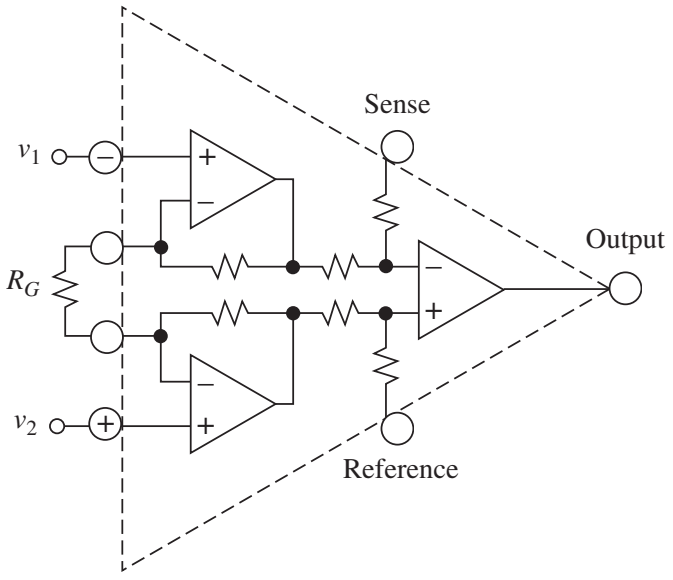 Sense
v1
−
+
−
Output
−
RG
+
−
v2
+
+
Reference